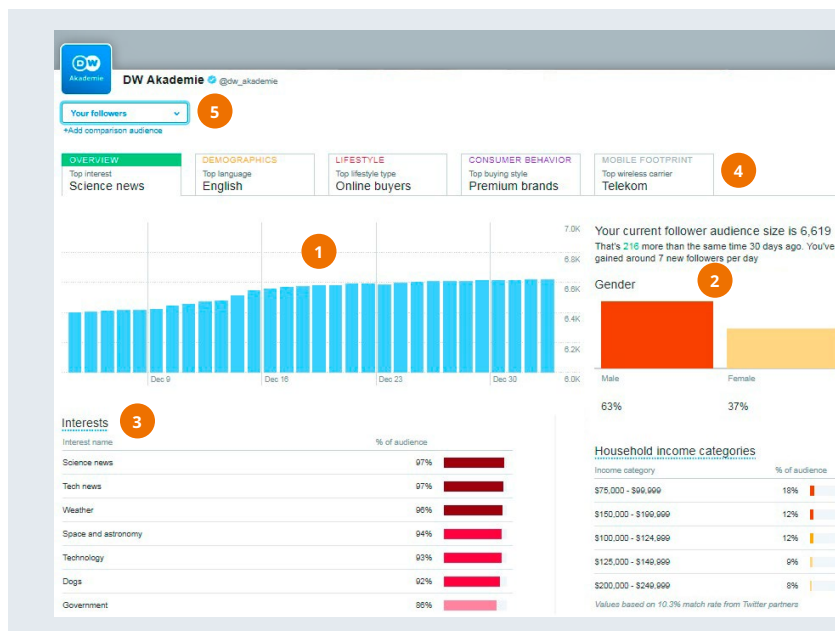 DW
Akademie
DW Akademie @dw_akademie
Your followers
5
+Add comparison audience
OVERVIEW
Top interest
Science news
DEMOGRAPHICS
Top language
English
LIFESTYLE
Top lifestyle type
Online buyers
CONSUMER BEHAVIOR
Top buying style
Premium brands
MOBILE FOOTPRINT
Top wireless carrier
Telekom
4
1
7.0K
6.8K
6.6K
6.4K
6.2K
6.0K
Dec 9
Dec 16
Dec 23
Dec 30
Your current follower audience size is 6,619
That's 216 more than the same time 30 days ago. You've
gained around 7 new followers per day
Gender
2
Male
Female
63%
37%
Interests
3
Interest name % of audience
Science news 97%
Tech news 97%
Weather 96%
Space and astronomy 94%
Technology 93%
Dogs 92%
Government 86%
Household income categories
Income category % of audience
$75,000 - $99,999 18%
$150,000 - $199,999 12%
$100,000 - $124,999 12%
$125,000 - $149,999 9%
$200,000 - $249,999 8%
Values based on 10.3% match rate from Twitter partners